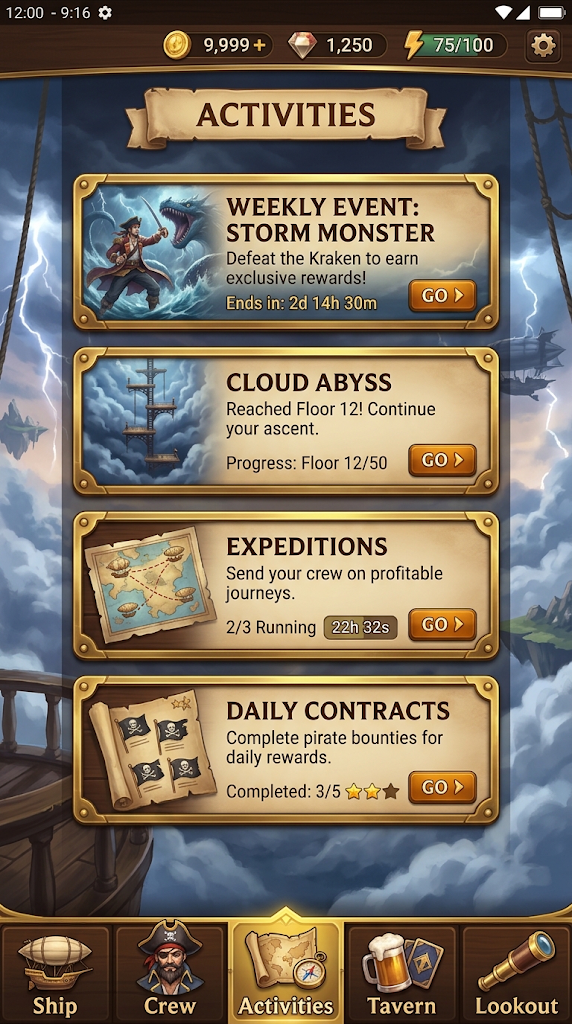 12:00 - 9:16
9,999+
1,250
75/100
ACTIVITIES
WEEKLY EVENT:
STORM MONSTER
Defeat the Kraken to earn
exclusive rewards!
Ends in: 2d 14h 30m
GO
CLOUD ABYSS
Reached Floor 12! Continue
your ascent.
Progress: Floor 12/50
GO
EXPEDITIONS
Send your crew on profitable
journeys.
2/3 Running 22h 32s
GO
DAILY CONTRACTS
Complete pirate bounties for
daily rewards.
Completed: 3/5
GO
Ship
Crew
Activities
Tavern
Lookout